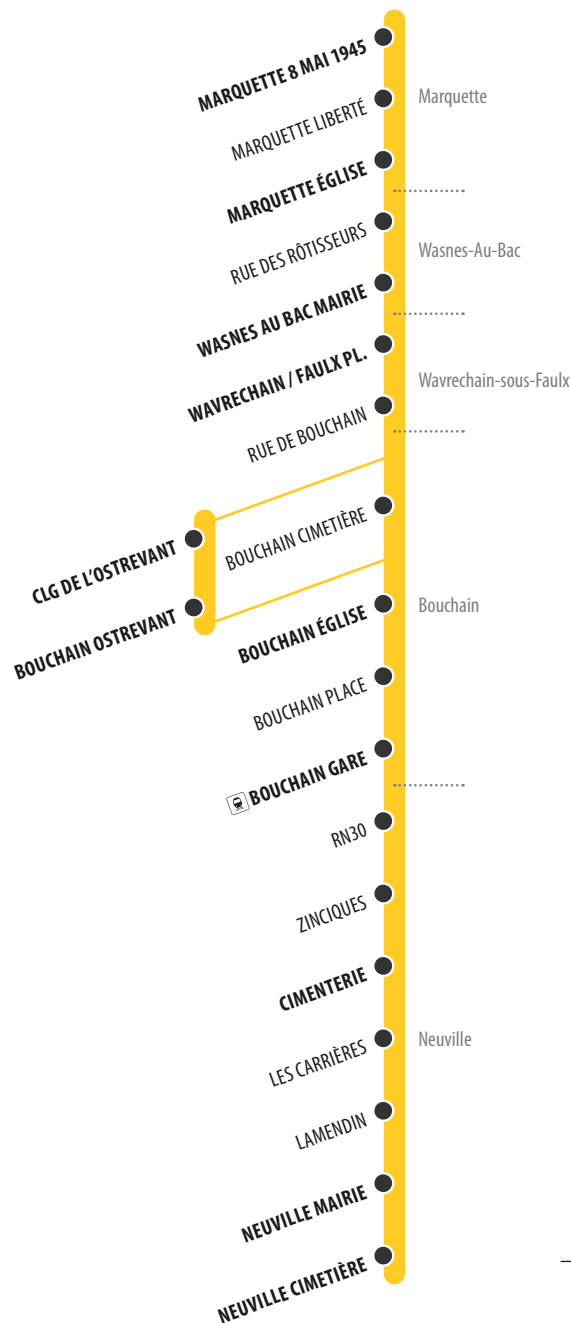 MARQUETTE 8 MAI 1945
Marquette
MARQUETTE LIBERTÉ
MARQUETTE ÉGLISE
RUE DES RÔTISSEURS
Wasnes-Au-Bac
WASNES AU BAC MAIRIE
WAVRECHAIN / FAULX PL.
Wavrechain-sous-Faulx
RUE DE BOUCHAIN
BOUCHAIN CIMETIÈRE
CLG DE L'OSTREVANT
BOUCHAIN OSTREVANT
BOUCHAIN ÉGLISE
Bouchain
BOUCHAIN PLACE
BOUCHAIN GARE
RN30
ZINCIQUES
CIMENTERIE
LES CARRIÈRES
Neuville
LAMENDIN
NEUVILLE MAIRIE
NEUVILLE CIMETIÈRE